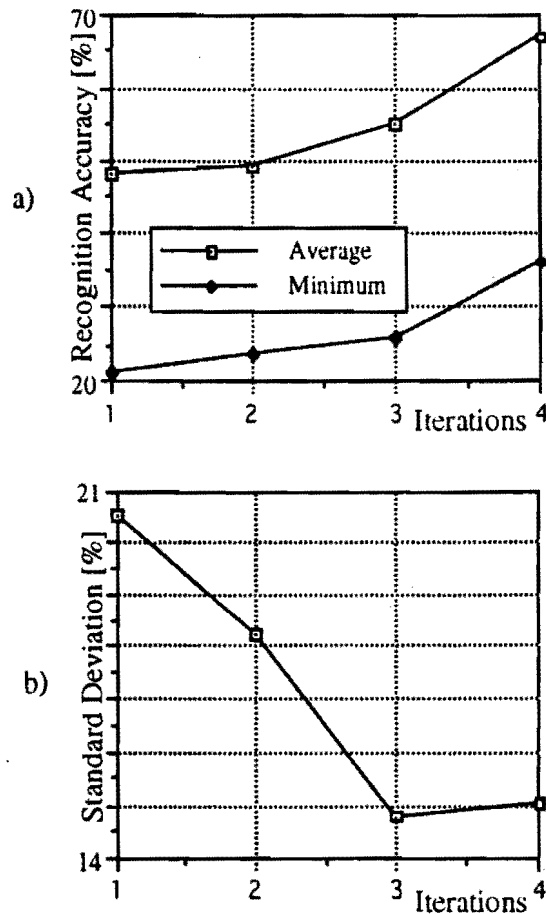 a)
Recognition Accuracy [%]
70
20
Average
Minimum
1 2 3 4
Iterations
b)
Standard Deviation [%]
21
14
1 2 3 4
Iterations